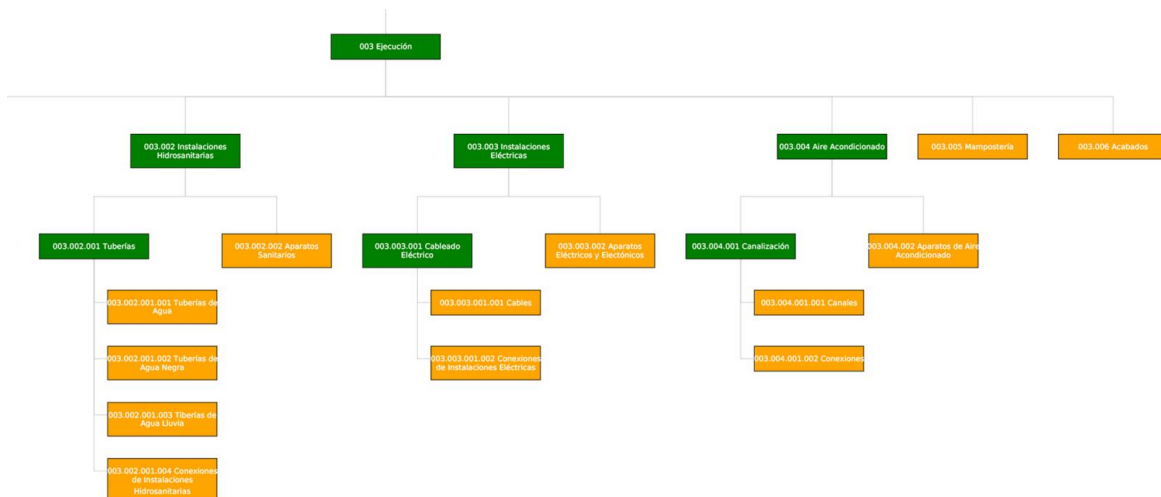 003 Ejecución
003.002 Instalaciones
Hidrosanitarias
003.003 Instalaciones
Eléctricas
003.004 Aire Acondicionado
003.005 Mampostería
003.006 Acabados
003.002.001 Tuberías
003.002.002 Aparatos
Sanitarios
003.003.001 Cableado
Eléctrico
003.003.002 Aparatos
Eléctricos y Electónicos
003.004.001 Canalización
003.004.002 Aparatos de Aire
Acondicionado
003.002.001.001 Tuberías de
Agua
003.003.001.001 Cables
003.004.001.001 Canales
003.002.001.002 Tuberías de
Agua Negra
003.003.001.002 Conexiones
de Instalaciones Eléctricas
003.004.001.002 Conexiones
003.002.001.003 Tiberías de
Agua Lluvia
003.002.001.004 Conexiones
de Instalaciones
Hidrosanitarias